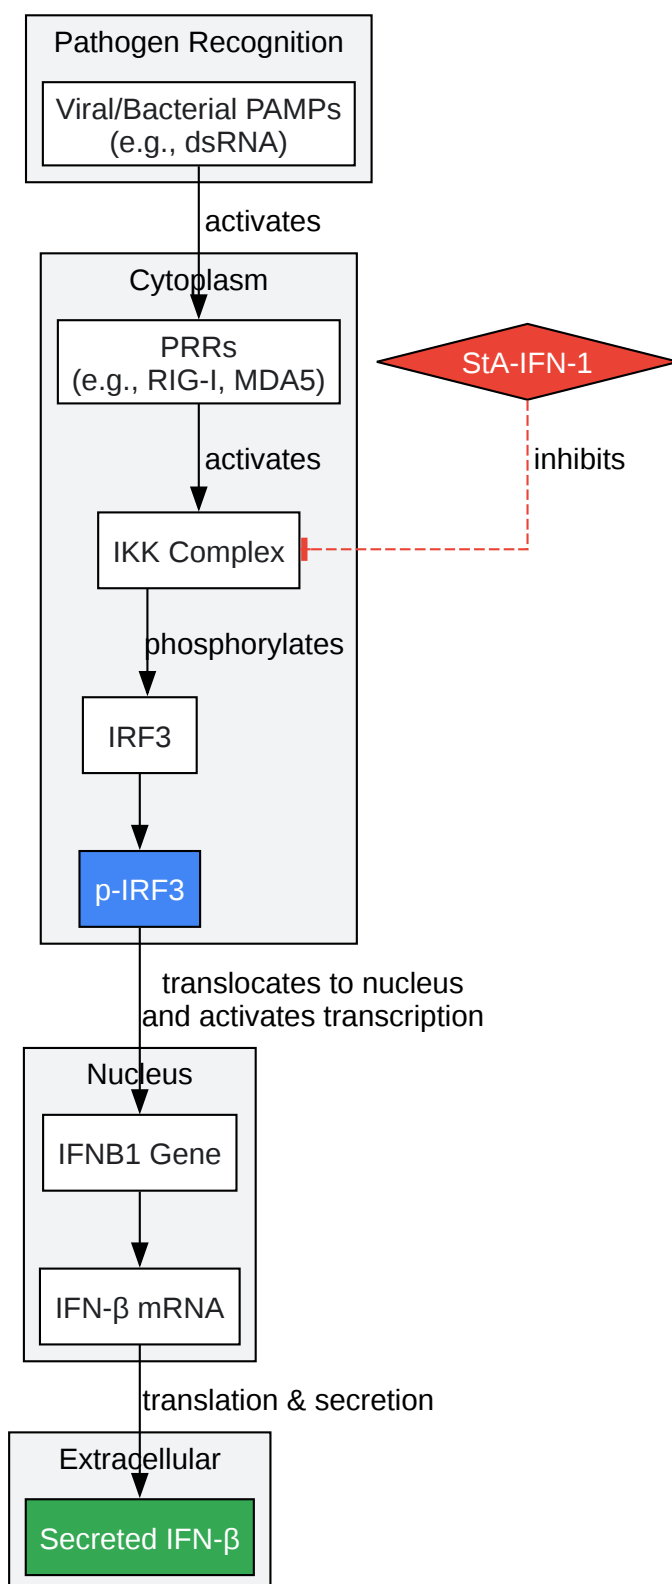 Pathogen Recognition
Viral/Bacterial PAMPs
(e.g., dsRNA)
activates
Cytoplasm
PRRs
(e.g., RIG-I, MDA5)
StA-IFN-1
activates
inhibits
IKK Complex
phosphorylates
IRF3
p-IRF3
translocates to nucleus
and activates transcription
Nucleus
IFNB1 Gene
IFN-β mRNA
translation & secretion
Extracellular
Secreted IFN-β